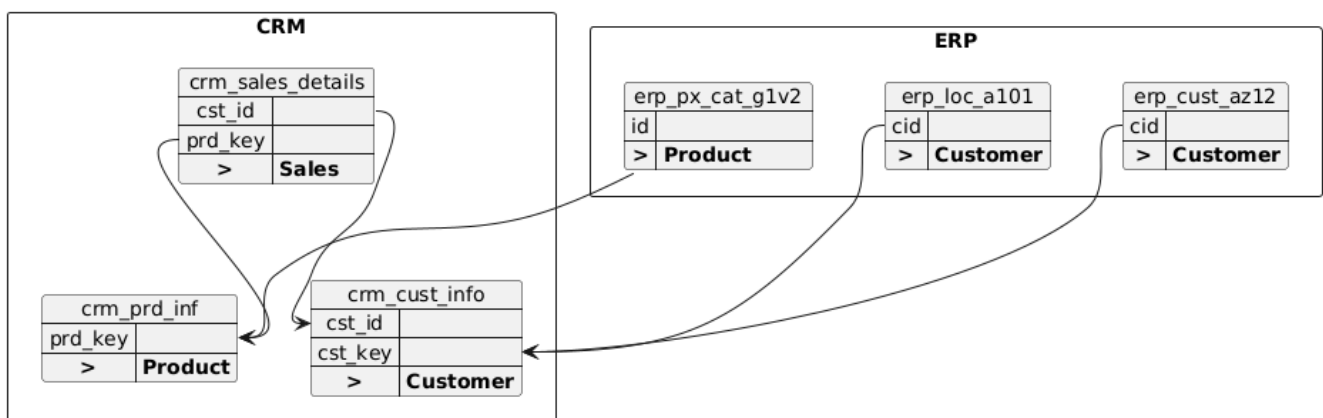 CRM
crm_sales_details
cst_id
prd_key
> Sales
crm_prd_inf
prd_key
> Product
crm_cust_info
cst_id
cst_key
> Customer
ERP
erp_px_cat_g1v2
id
> Product
erp_loc_a101
cid
> Customer
erp_cust_az12
cid
> Customer